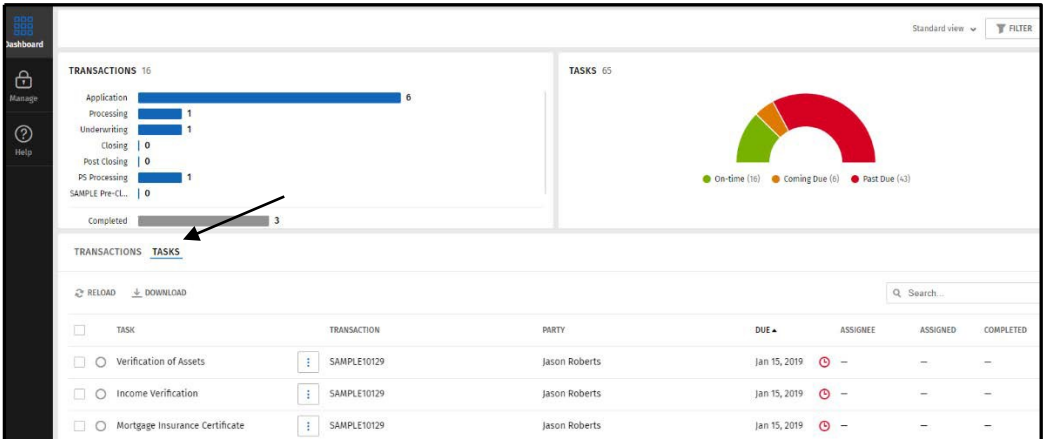 Dashboard
Manage
Help
Standard view
FILTER
TRANSACTIONS 16
Application 6
Processing 1
Underwriting 1
Closing 0
Post Closing 0
PS Processing 1
SAMPLE Pre-Cl... 0
Completed 3
TASKS 65
On-time (16) Coming Due (6) Past Due (43)
TRANSACTIONS TASKS
RELOAD DOWNLOAD
Search...
TASK TRANSACTION PARTY DUE ASSIGNEE ASSIGNED COMPLETED
Verification of Assets SAMPLE10129 Jason Roberts Jan 15, 2019 — — —
Income Verification SAMPLE10129 Jason Roberts Jan 15, 2019 — — —
Mortgage Insurance Certificate SAMPLE10129 Jason Roberts Jan 15, 2019 — — —